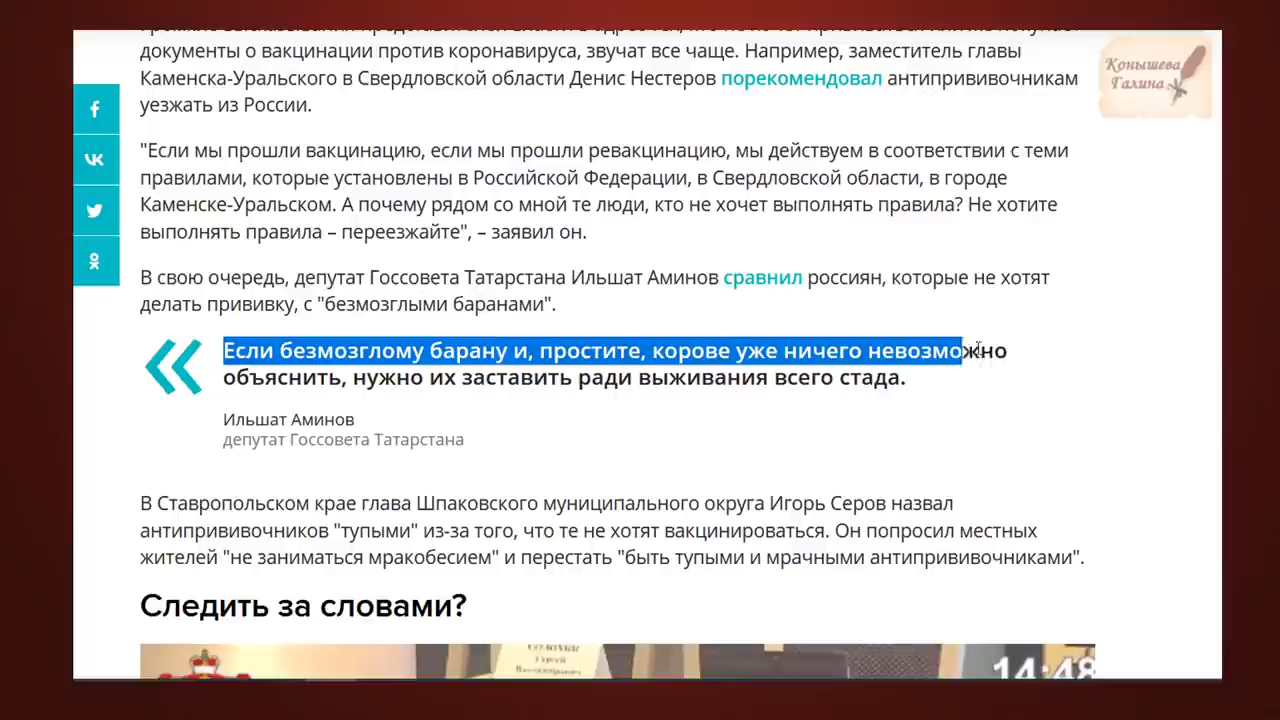 документы о вакцинации против коронавируса, звучат все чаще. Например, заместитель главы
Каменска-Уральского в Свердловской области Денис Нестеров порекомендовал антипрививочникам
уезжать из России.
"Если мы прошли вакцинацию, если мы прошли ревакцинацию, мы действуем в соответствии с теми
правилами, которые установлены в Российской Федерации, в Свердловской области, в городе
Каменске-Уральском. А почему рядом со мной те люди, кто не хочет выполнять правила? Не хотите
выполнять правила – переезжайте", – заявил он.
В свою очередь, депутат Госсовета Татарстана Ильшат Аминов сравнил россиян, которые не хотят
делать прививку, с "безмозглыми баранами".
Если безмозглому барану и, простите, корове уже ничего невозможно
объяснить, нужно их заставить ради выживания всего стада.
Ильшат Аминов
депутат Госсовета Татарстана
В Ставропольском крае глава Шпаковского муниципального округа Игорь Серов назвал
антипрививочников "тупыми" из-за того, что те не хотят вакцинироваться. Он попросил местных
жителей "не заниматься мракобесием" и перестать "быть тупыми и мрачными антипрививочниками".
Следить за словами?
14:48
Конышева
Галина